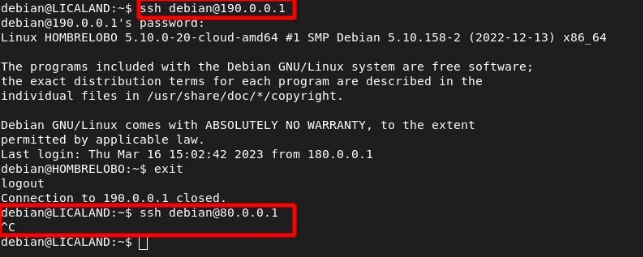 debian@LICALAND:~$ ssh debian@190.0.0.1
debian@190.0.0.1's password:
Linux HOMBRELOBO 5.10.0-20-cloud-amd64 #1 SMP Debian 5.10.158-2 (2022-12-13) x86_64
The programs included with the Debian GNU/Linux system are free software;
the exact distribution terms for each program are described in the
individual files in /usr/share/doc/*/copyright.
Debian GNU/Linux comes with ABSOLUTELY NO WARRANTY, to the extent
permitted by applicable law.
Last login: Thu Mar 16 15:02:42 2023 from 180.0.0.1
debian@HOMBRELOBO:~$ exit
logout
Connection to 190.0.0.1 closed.
debian@LICALAND:~$ ssh debian@80.0.0.1
^C
debian@LICALAND:~$